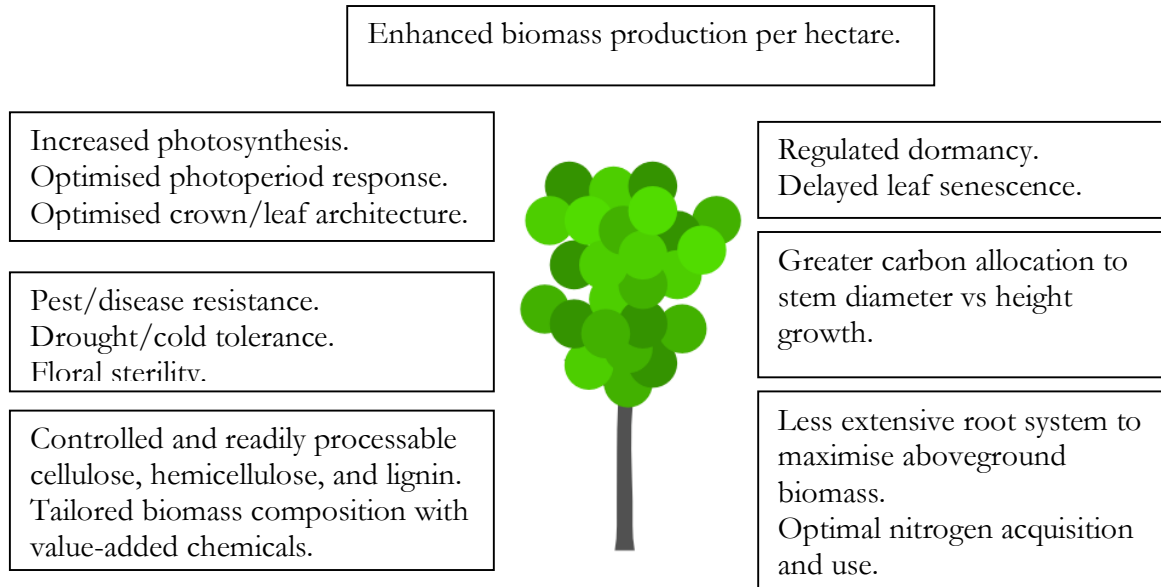 Enhanced biomass production per hectare.
Increased photosynthesis.
Optimised photoperiod response.
Optimised crown/leaf architecture.
Pest/disease resistance.
Drought/cold tolerance.
Floral sterility.
Controlled and readily processable
cellulose, hemicellulose, and lignin.
Tailored biomass composition with
value-added chemicals.
Regulated dormancy.
Delayed leaf senescence.
Greater carbon allocation to
stem diameter vs height
growth.
Less extensive root system to
maximise aboveground
biomass.
Optimal nitrogen acquisition
and use.